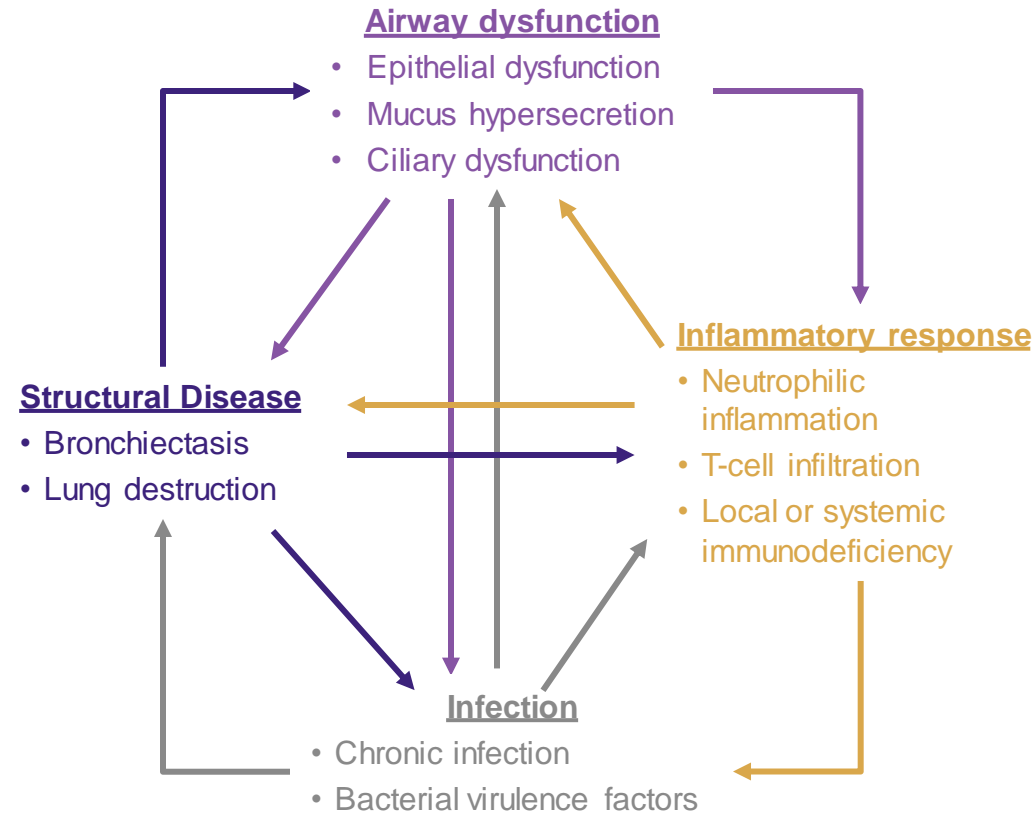 Airway dysfunction
• Epithelial dysfunction
• Mucus hypersecretion
• Ciliary dysfunction
Inflammatory response
• Neutrophilic
inflammation
• T-cell infiltration
• Local or systemic
immunodeficiency
Structural Disease
• Bronchiectasis
• Lung destruction
Infection
• Chronic infection
• Bacterial virulence factors